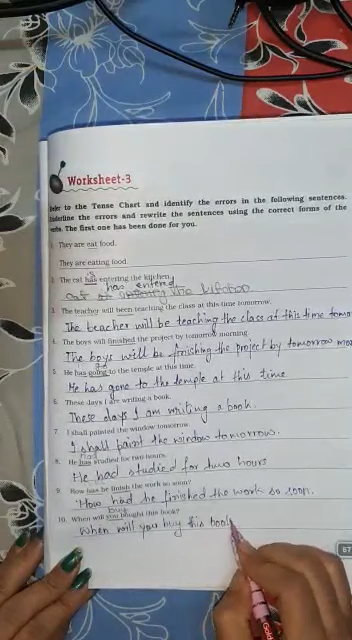 Worksheet-3
Refer to the Tense Chart and identify the errors in the following sentences.
Underline the errors and rewrite the sentences using the correct forms of the
verbs. The first one has been done for you.
1. They are eat food.
They are eating food.
is
2. The cat has entering the kitchen.
has entered
cat is the kitchen
3. The teacher will been teaching the class at this time tomorrow.
The teacher will be teaching the class at this time tomo
4. The boys will finished the project by tomorrow morning.
The boys will be finishing the project by tomorrow mor
5. He has going to the temple at this time.
He has gone to the temple at this time
6. These days I are writing a book.
These days I am writing a book.
7. I shall painted the window tomorrow.
I shall paint the window tomorrow.
had
8. He has studied for two hours.
He had studied for two hours
9. How has he finish the work so soon?
How had he finished the work so soon.
buy
10. When will you bought this book?
When will you buy this book
67